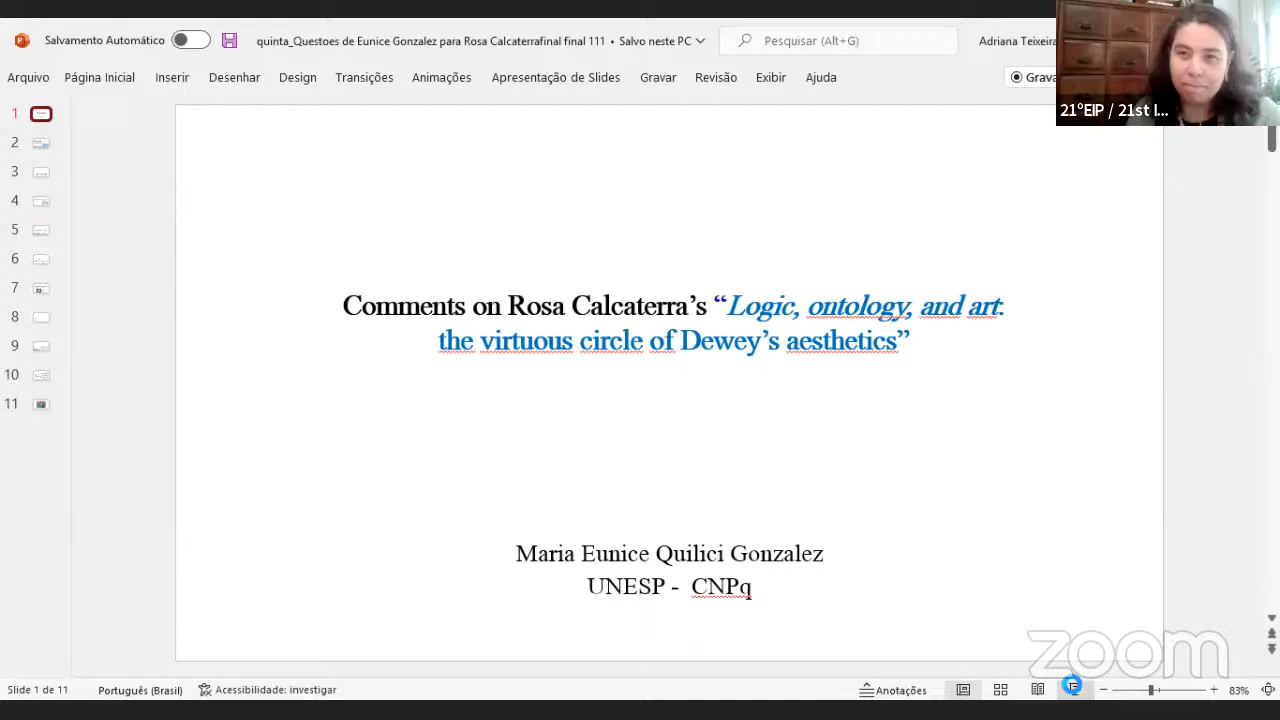 Salvamento Automático
quinta_Questoes de Eunice Gonzalez para Rosa Calcaterrafinal final 111 • Salvo neste PC
Pesquisar (Alt+G)
Adriana Teixeira
Arquivo Página Inicial Inserir Desenhar Design Transições Animações Apresentação de Slides Gravar Revisão Exibir Ajuda
21ºEIP / 21st I...
1
2
3
4
5
6
7
8
9
10
11
Comments on Rosa Calcaterra’s “Logic, ontology, and art:
the virtuous circle of Dewey’s aesthetics”
Maria Eunice Quilici Gonzalez
UNESP - CNPq
zoom
Slide 1 de 11 Português (Brasil) Acessibilidade: investigar Anotações 83%